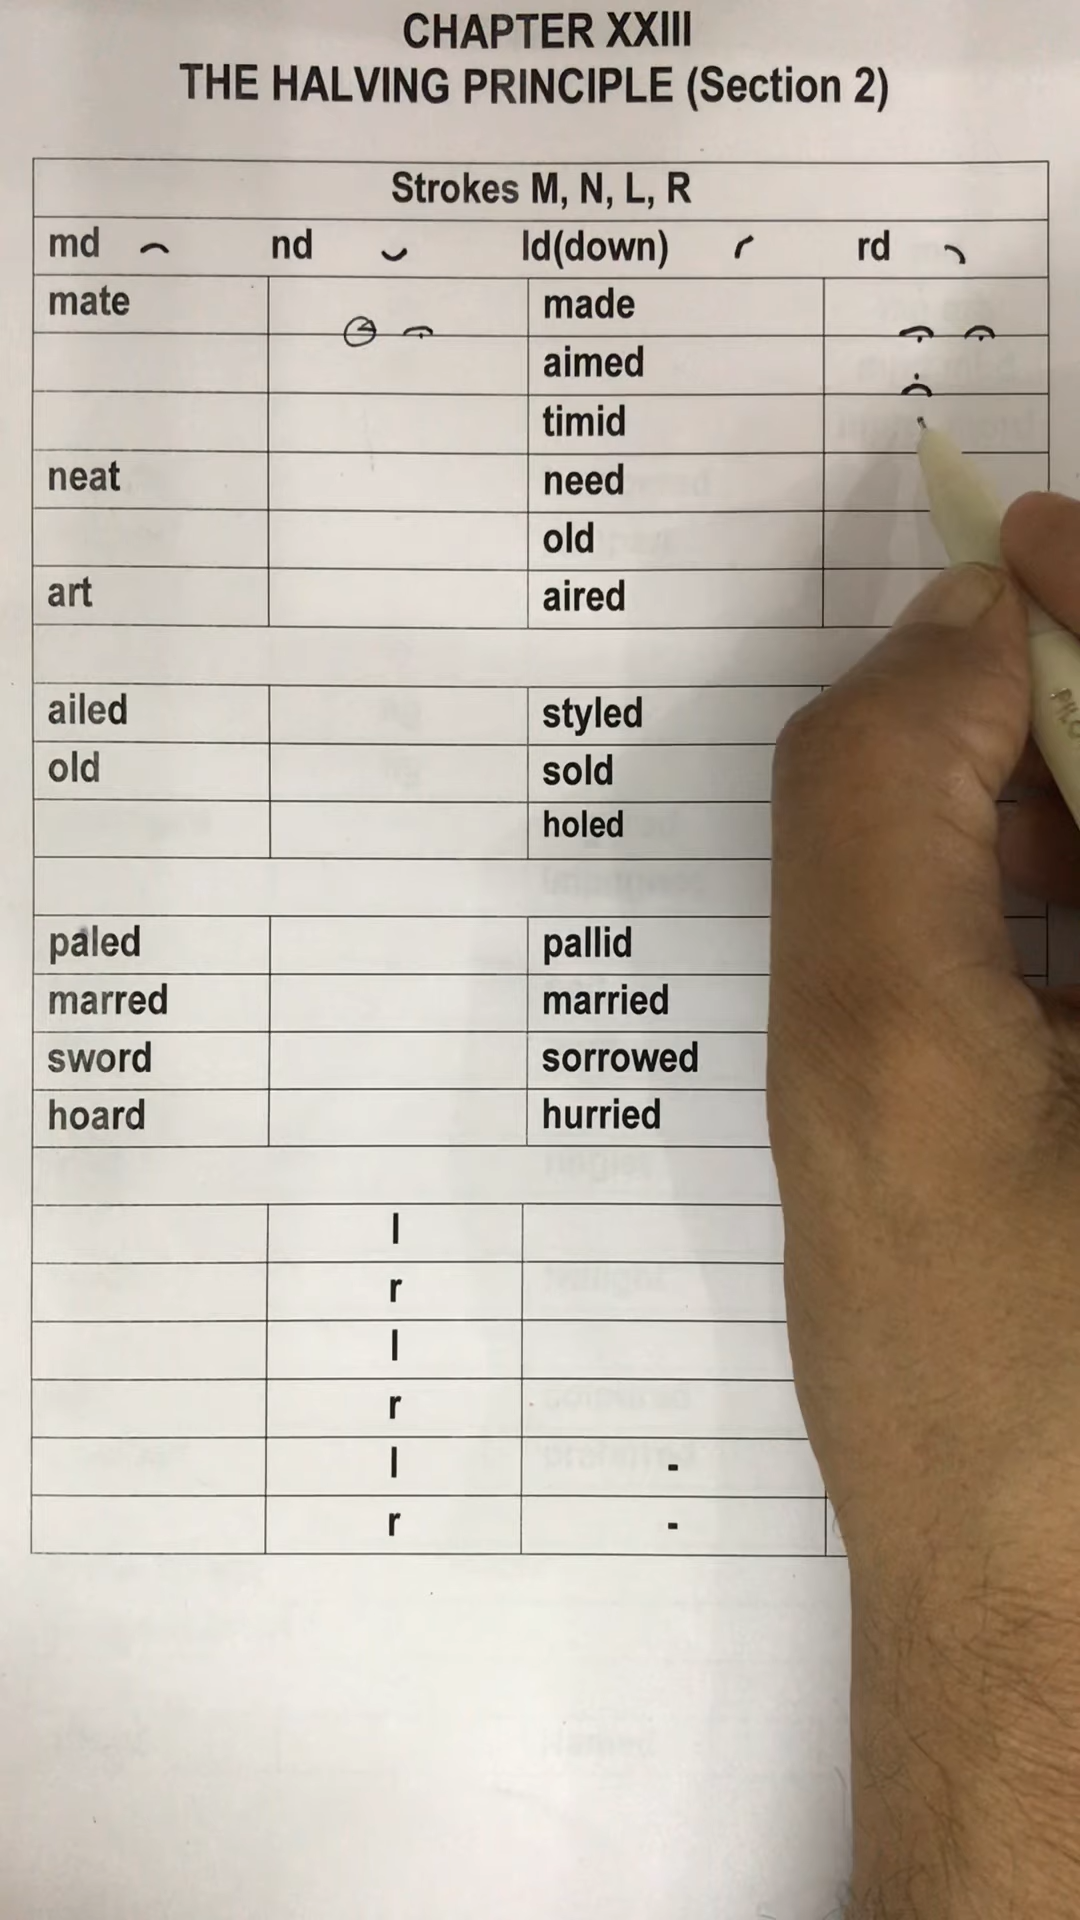 CHAPTER XXIII
THE HALVING PRINCIPLE (Section 2)
Strokes M, N, L, R
md nd ld(down) rd
mate made
aimed
timid
neat need
old
art aired
ailed styled
old sold
holed
paled pallid
marred married
sword sorrowed
hoard hurried
l
r
l
r
l -
r -